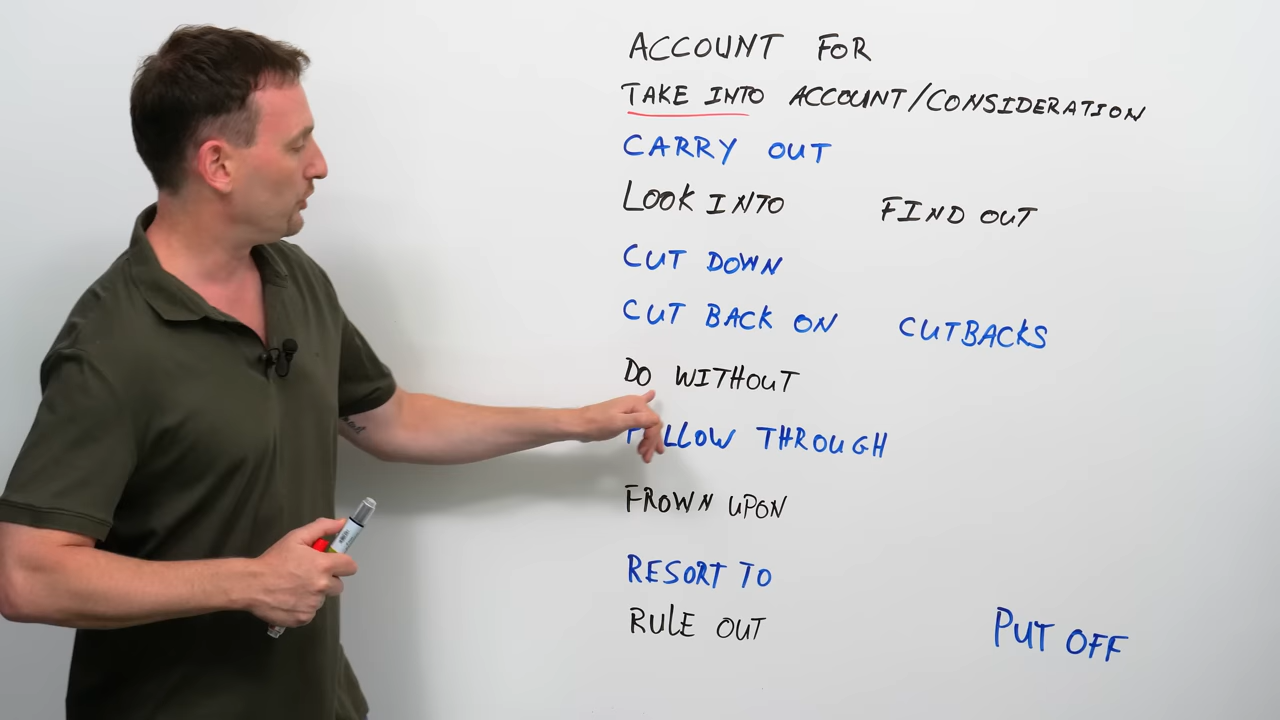 ACCOUNT FOR
TAKE INTO ACCOUNT/CONSIDERATION
CARRY OUT
LOOK INTO FIND OUT
CUT DOWN
CUT BACK ON CUTBACKS
DO WITHOUT
FOLLOW THROUGH
FROWN UPON
RESORT TO
RULE OUT PUT OFF